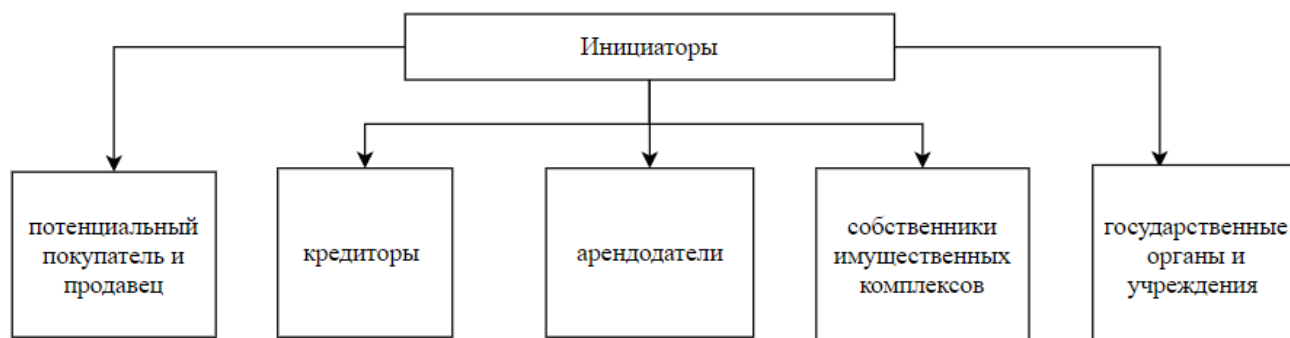 Инициаторы
потенциальный
покупатель и
продавец
кредиторы
арендодатели
собственники
имущественных
комплексов
государственные
органы и
учреждения